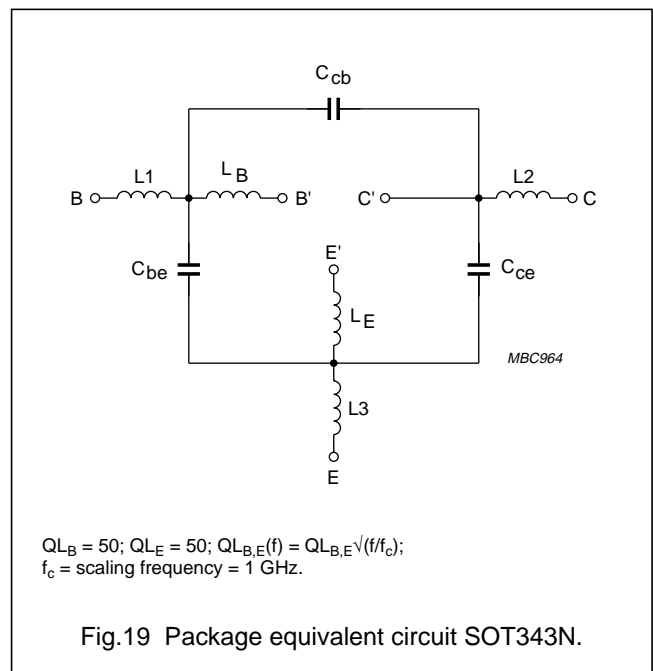 C_cb
L1
L_B
L2
B
B'
C'
C
E'
C_be
C_ce
L_E
MBC964
L3
E
QL_B = 50; QL_E = 50; QL_B,E(f) = QL_B,E√(f/f_c);
f_c = scaling frequency = 1 GHz.
Fig.19 Package equivalent circuit SOT343N.